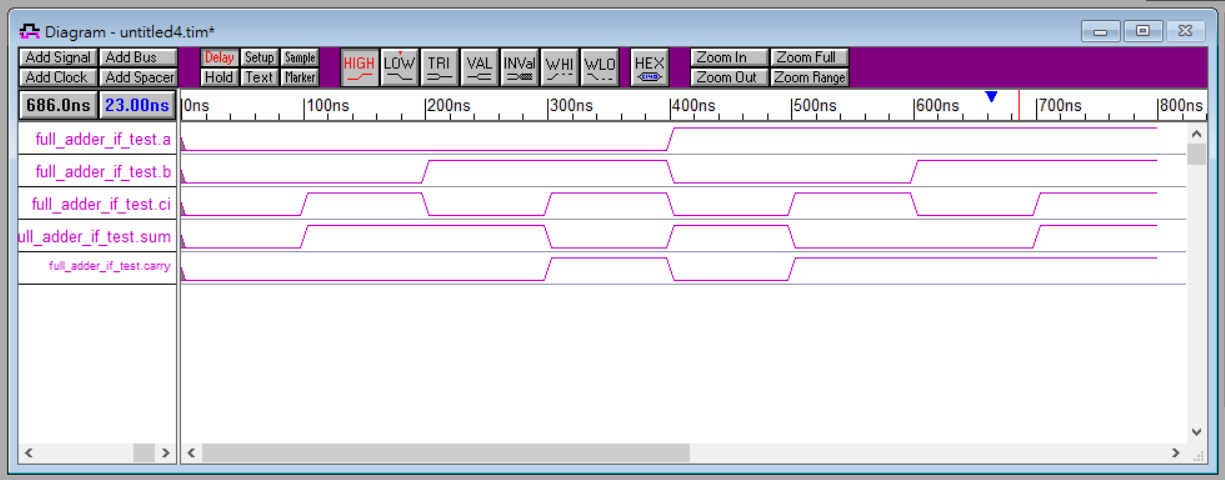 Diagram - untitled4.tim*
Add Signal Add Bus Delay Setup Sample HIGH LOW TRI VAL INVal WHI WLO HEX Zoom In Zoom Full
Add Clock Add Spacer Hold Text Marker Zoom Out Zoom Range
686.0ns 23.00ns 0ns 100ns 200ns 300ns 400ns 500ns 600ns 700ns 800ns
full_adder_if_test.a
full_adder_if_test.b
full_adder_if_test.ci
ull_adder_if_test.sum
full_adder_if_test.carry